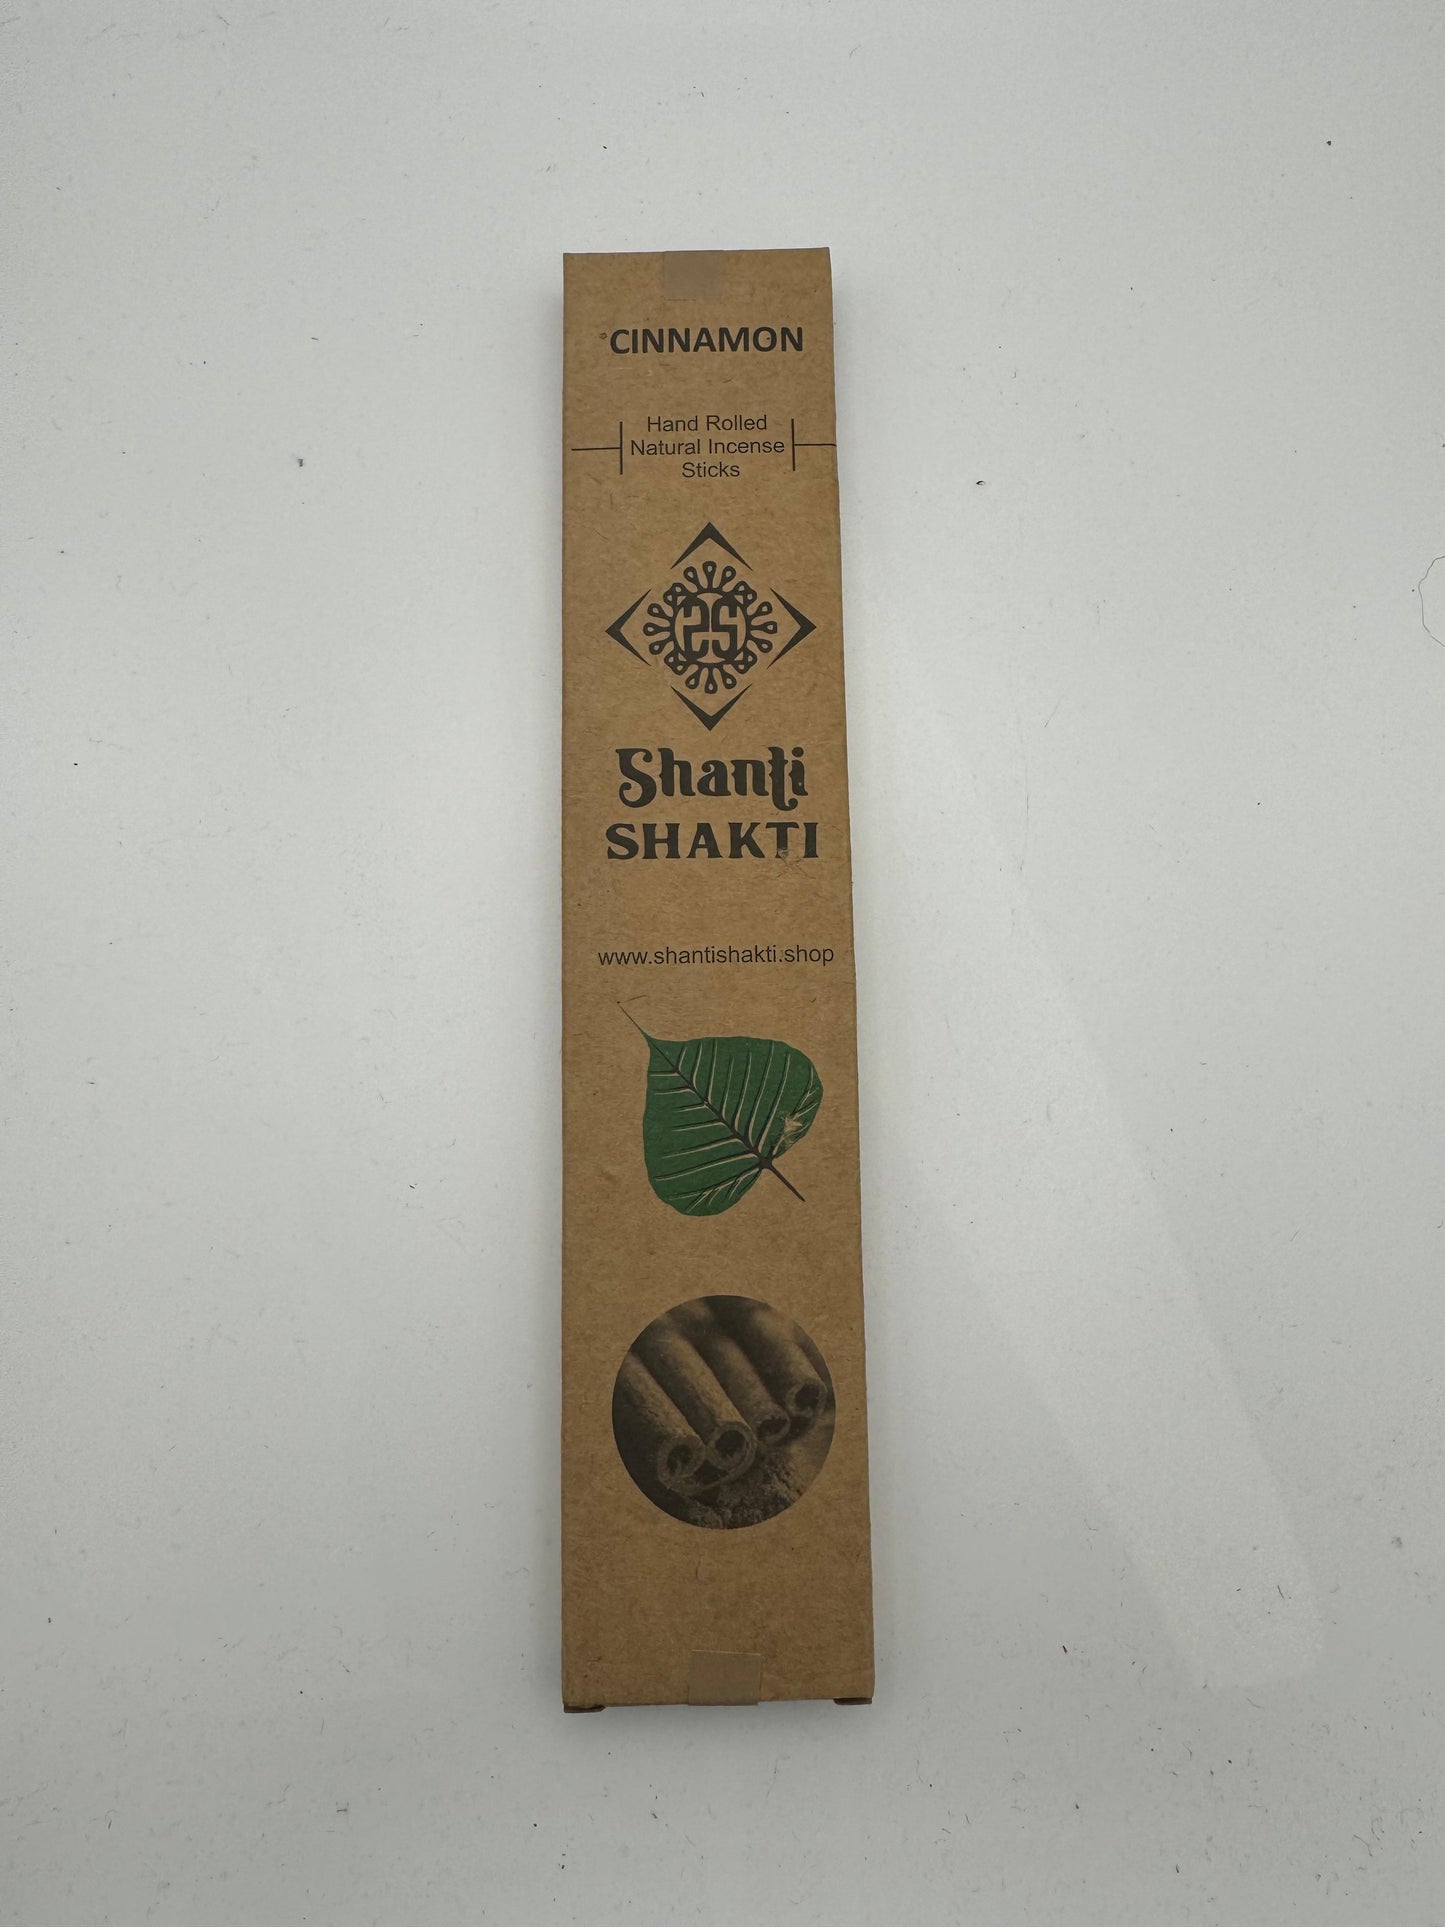 CINNAMON
Hand Rolled
Natural Incense
Sticks
Shanti
SHAKTI
www.shantishakti.shop